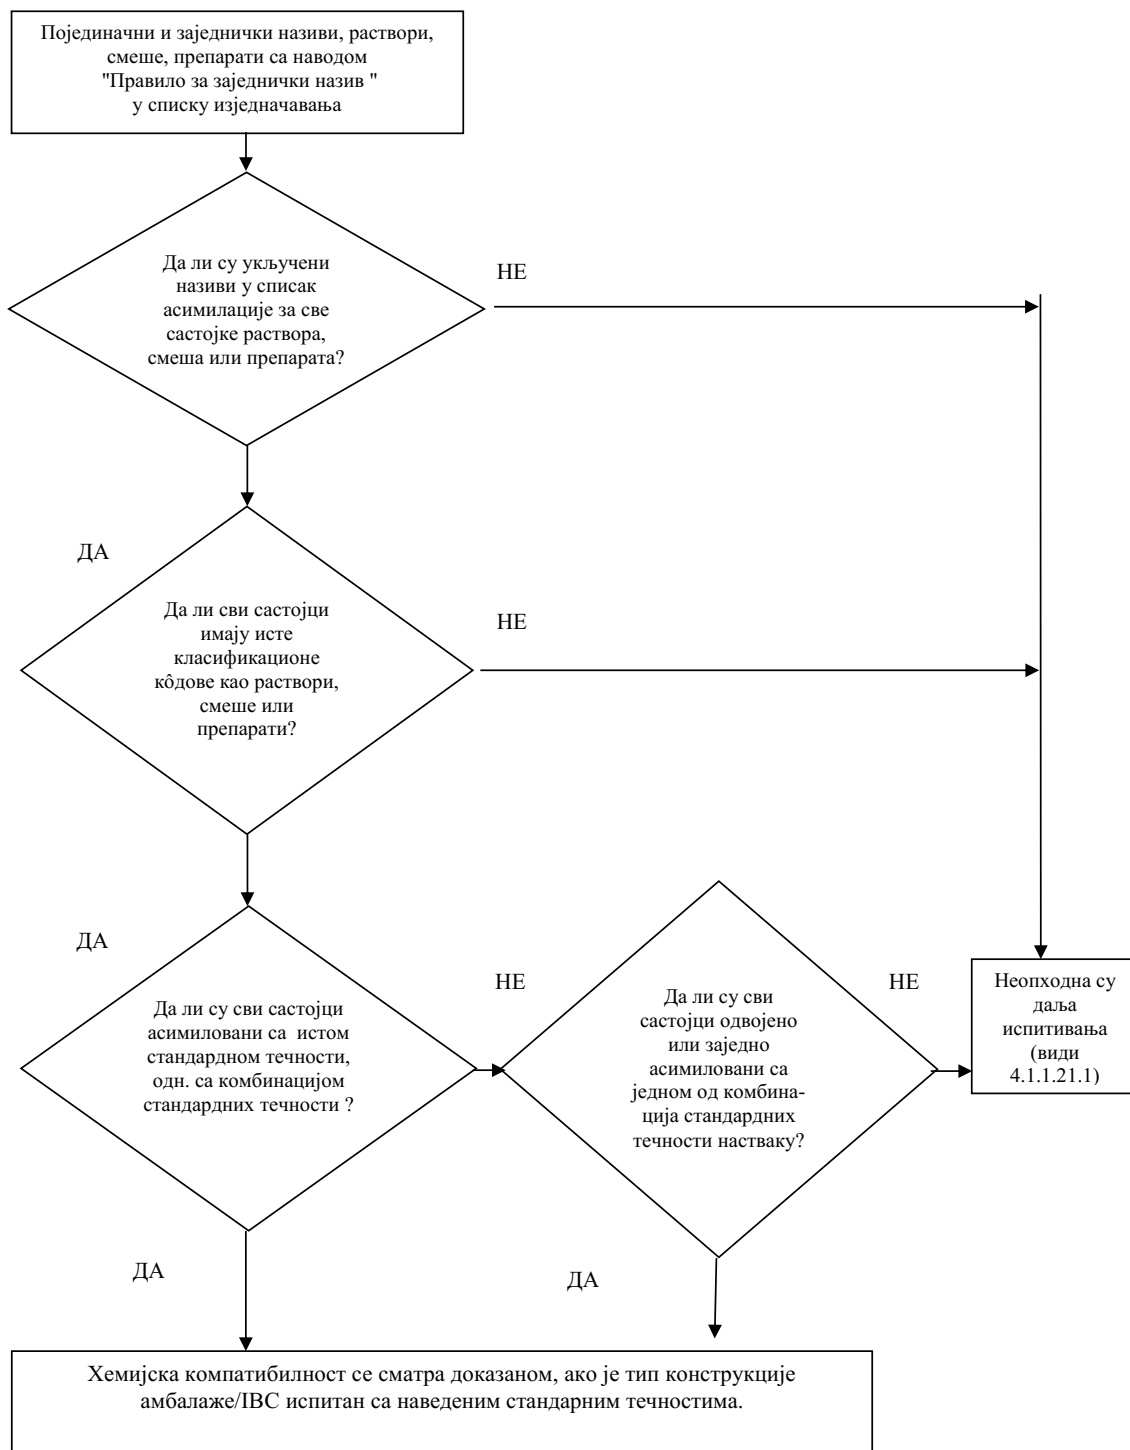 Појединачни и заједнички називи, раствори,
смеше, препарати са наводом
"Правило за заједнички назив "
у списку изједначавања
Да ли су укључени
називи у списак
асимилације за све
састојке раствора,
смеша или препарата?
НЕ
ДА
Да ли сви састојци
имају исте
класификационе
кôдове као раствори,
смеше или
препарати?
НЕ
ДА
Да ли су сви састојци
асимиловани са истом
стандардном течности,
одн. са комбинацијом
стандардних течности ?
НЕ
Да ли су сви
састојци одвојено
или заједно
асимиловани са
једном од комбина-
ција стандардних
течности наствaку?
НЕ
Неопходна су
даља
испитивања
(види
4.1.1.21.1)
ДА
ДА
Хемијска компатибилност се сматра доказаном, ако је тип конструкције
амбалаже/IBC испитан са наведеним стандарним течностима.